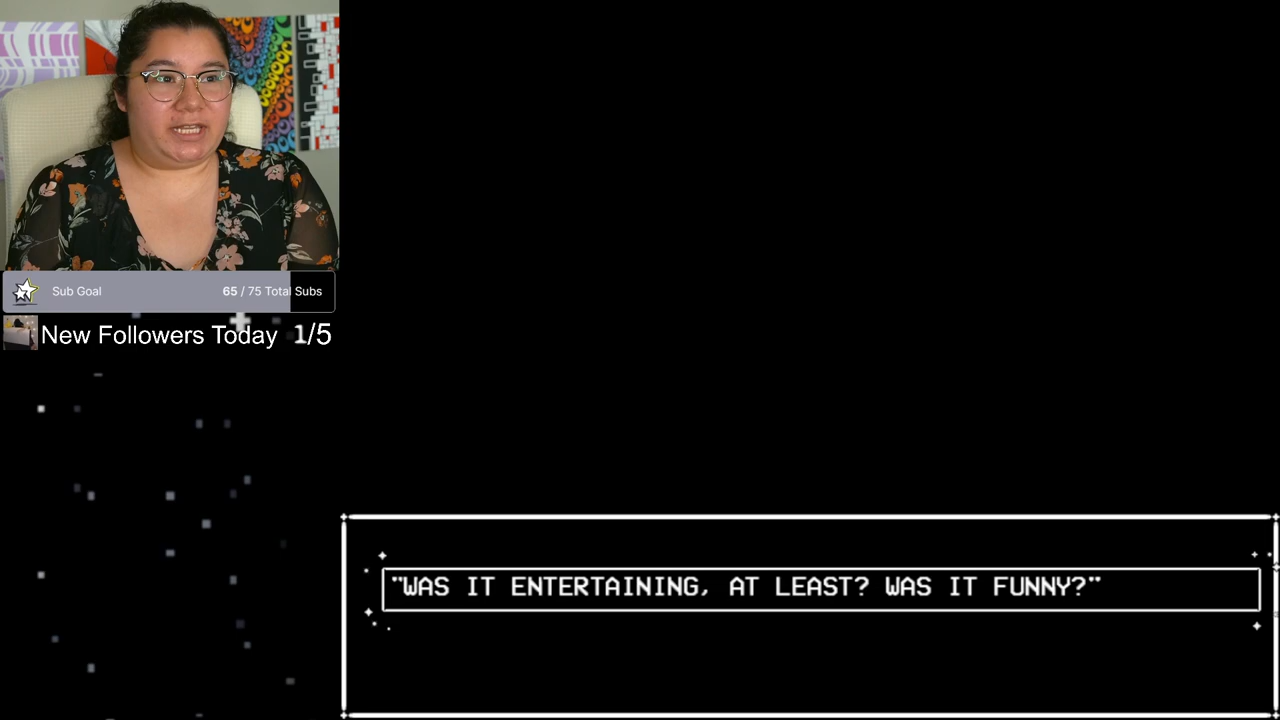 Sub Goal 65 / 75 Total Subs
New Followers Today 1/5
"WAS IT ENTERTAINING, AT LEAST? WAS IT FUNNY?"